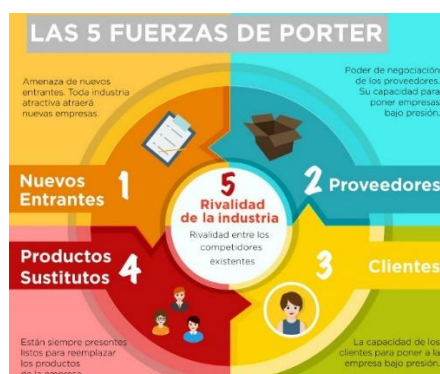 LAS 5 FUERZAS DE PORTER
Amenaza de nuevos
entrantes. Toda industria
atractiva atraerá
nuevas empresas.
Poder de negociación
de los proveedores.
Su capacidad para
poner empresas
bajo presión.
Nuevos
Entrantes
1
2
Proveedores
5
Rivalidad
de la industria
Rivalidad entre los
competidores
existentes
Productos
Sustitutos
4
3
Clientes
Están siempre presentes
listos para reemplazar
los productos
de la empresa
La capacidad de los
clientes para poner a la
empresa bajo presión.